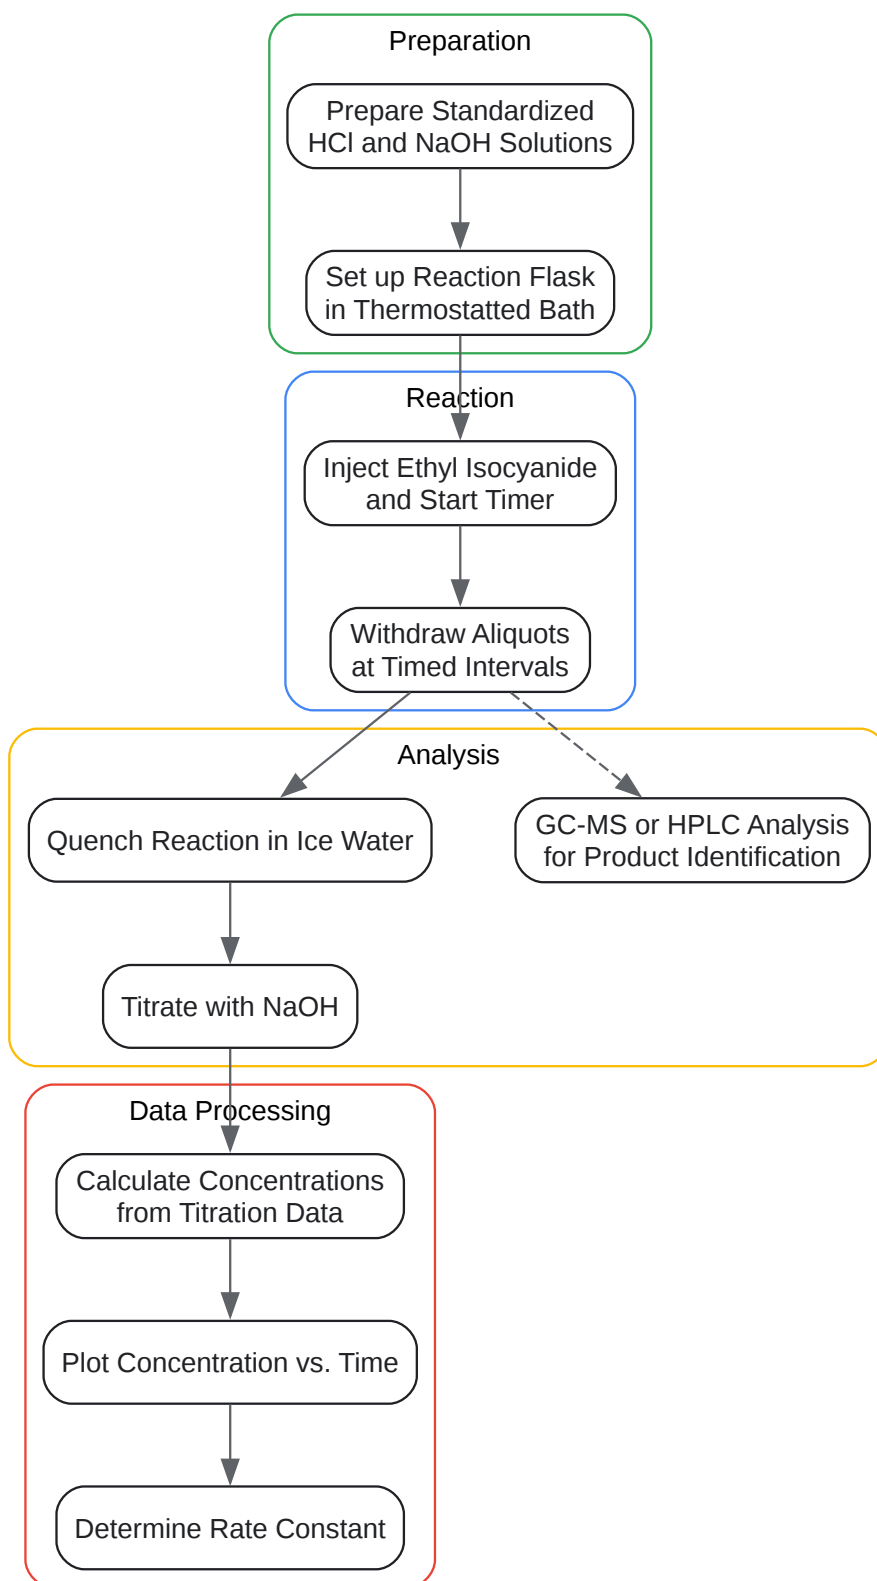 Preparation
Prepare Standardized
HCl and NaOH Solutions
Set up Reaction Flask
in Thermostatted Bath
Reaction
Inject Ethyl Isocyanide
and Start Timer
Withdraw Aliquots
at Timed Intervals
Analysis
Quench Reaction in Ice Water
GC-MS or HPLC Analysis
for Product Identification
Titrate with NaOH
Data Processing
Calculate Concentrations
from Titration Data
Plot Concentration vs. Time
Determine Rate Constant